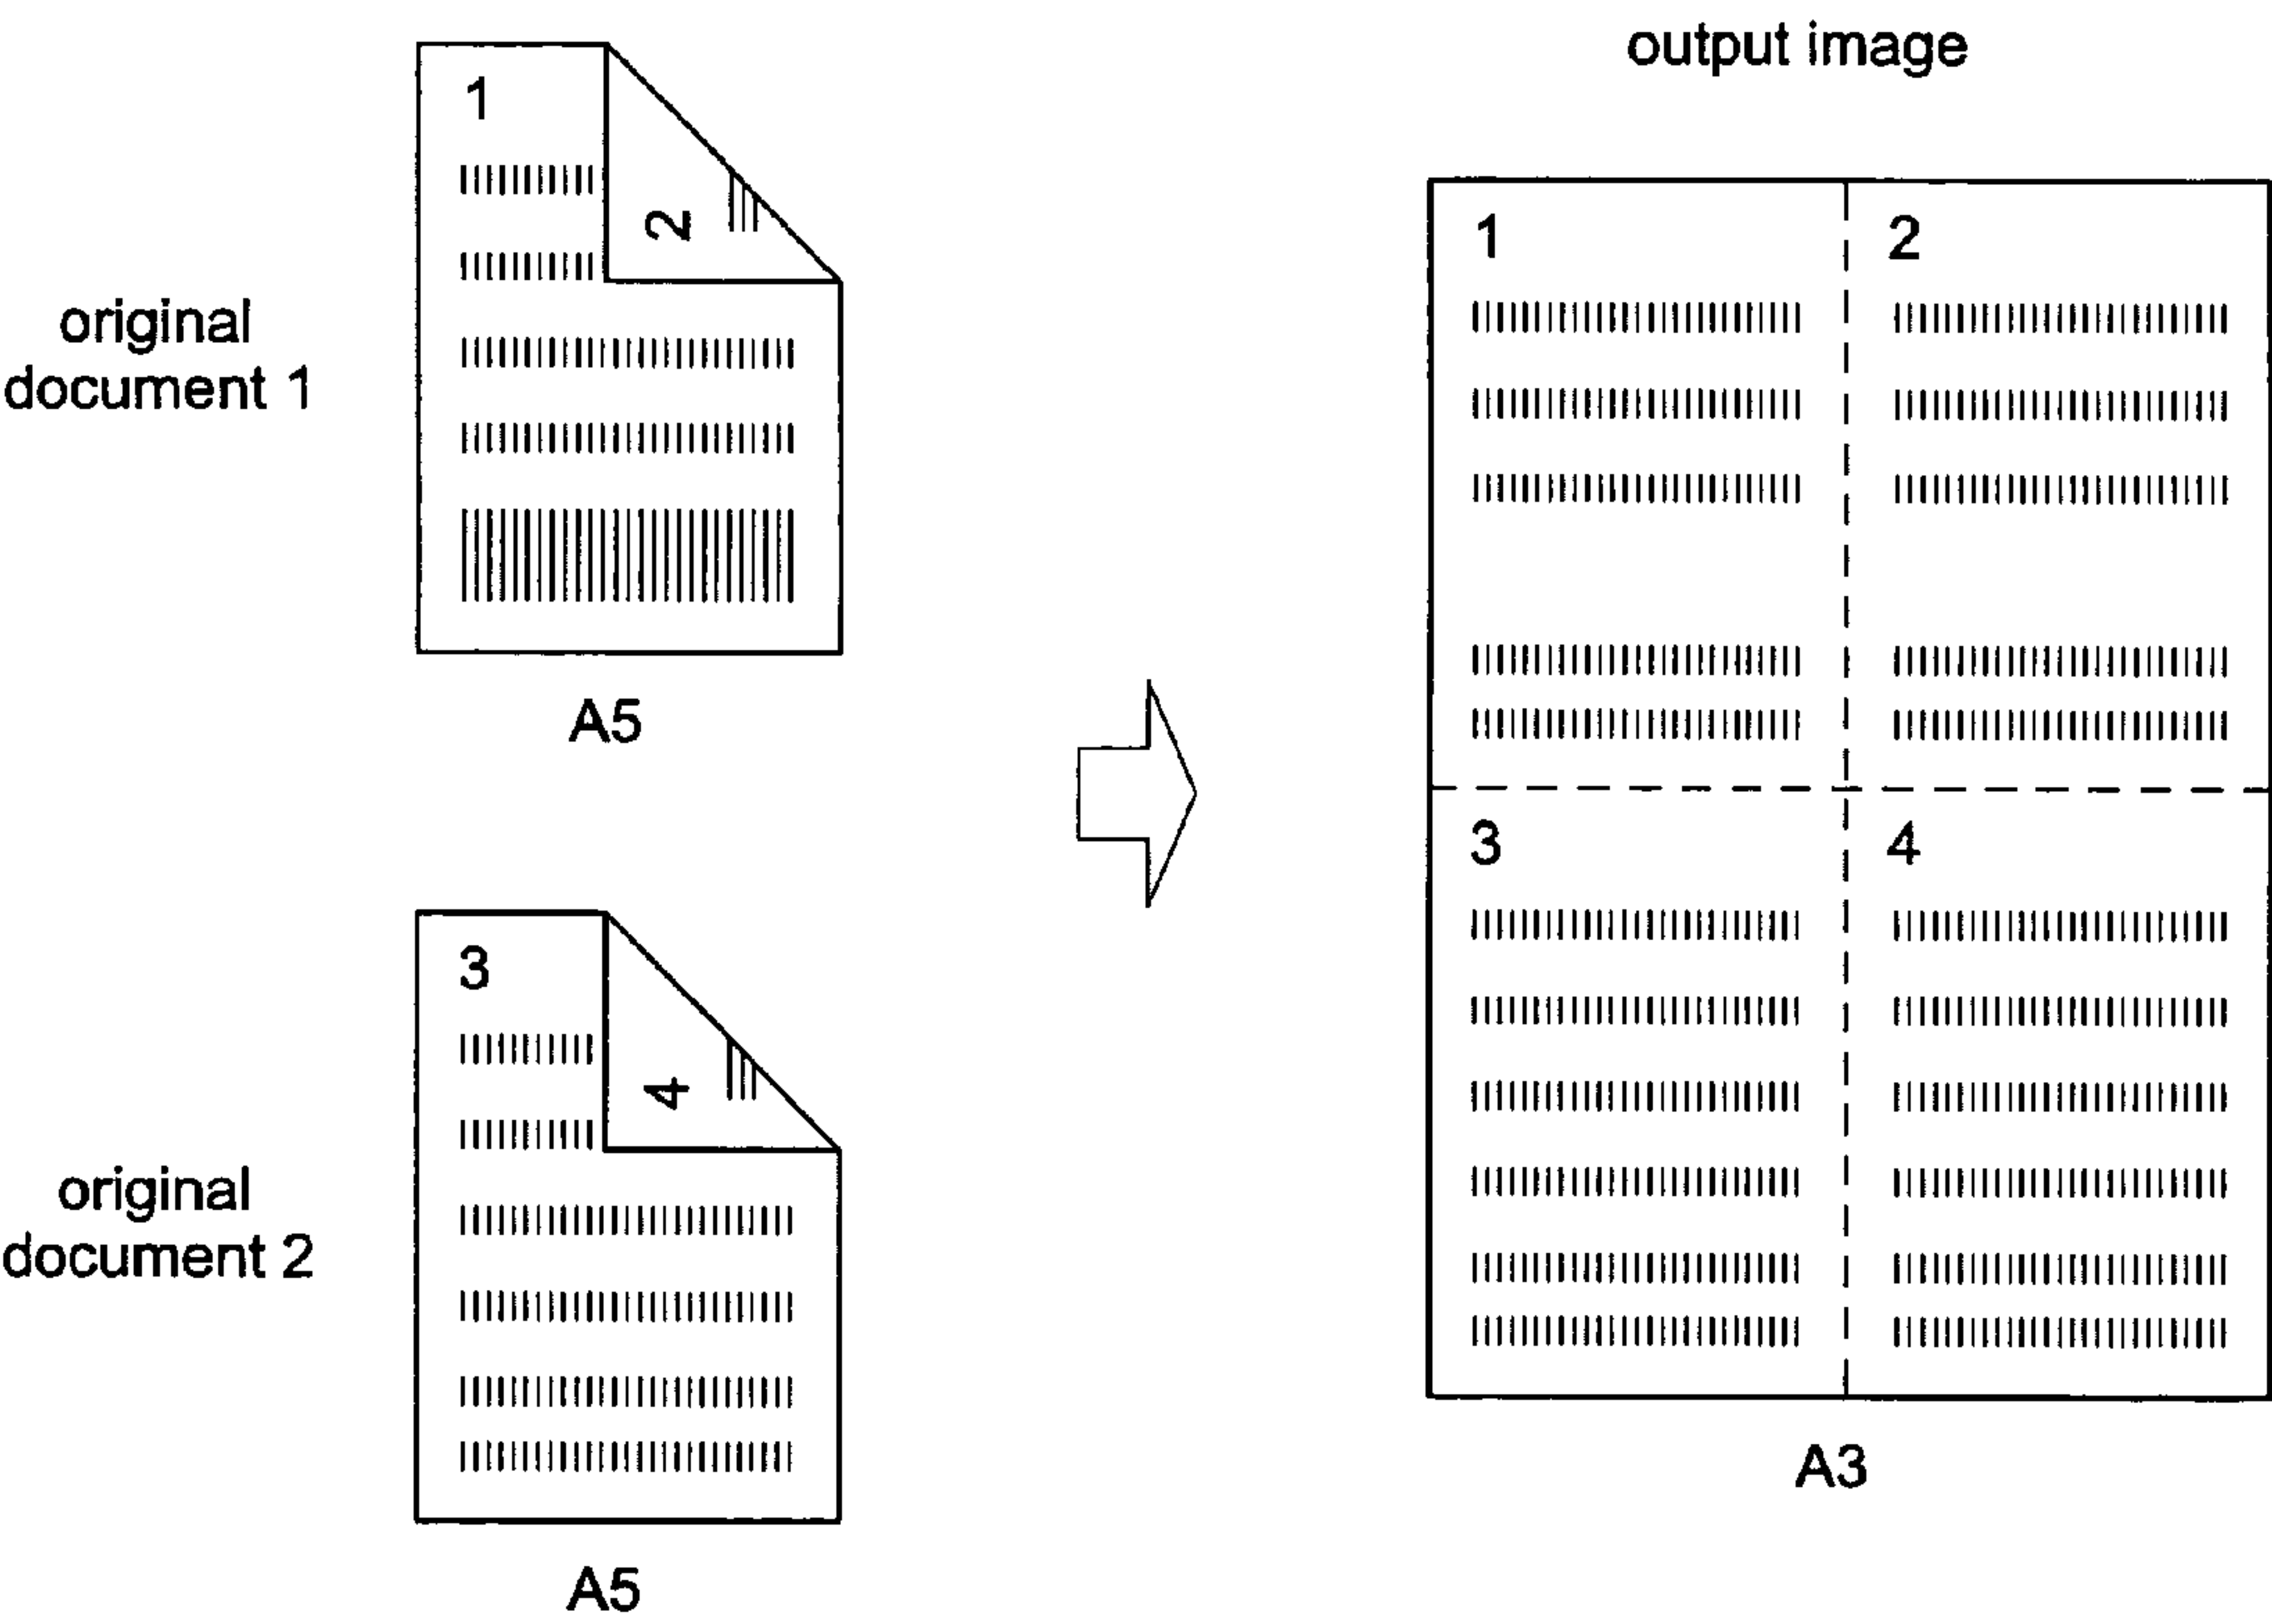 output image
1
2
original
document 1
A5
3
4
original
document 2
A5
1
2
3
4
A3